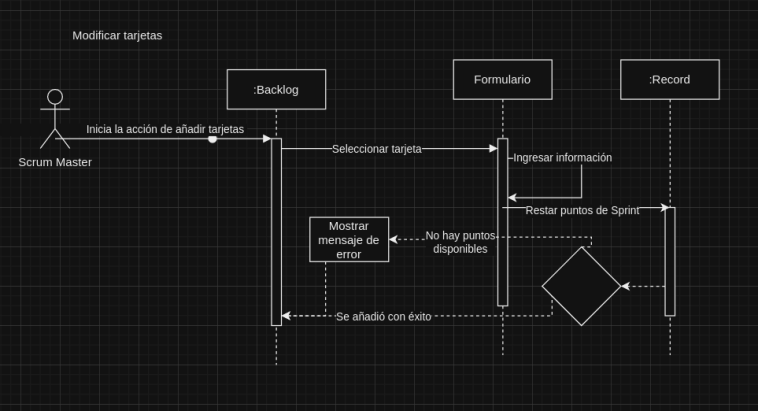 Modificar tarjetas
:Backlog
Formulario
:Record
Inicia la acción de añadir tarjetas
Scrum Master
Seleccionar tarjeta
Ingresar información
Restar puntos de Sprint
Mostrar
mensaje de
error
No hay puntos
disponibles
Se añadió con éxito